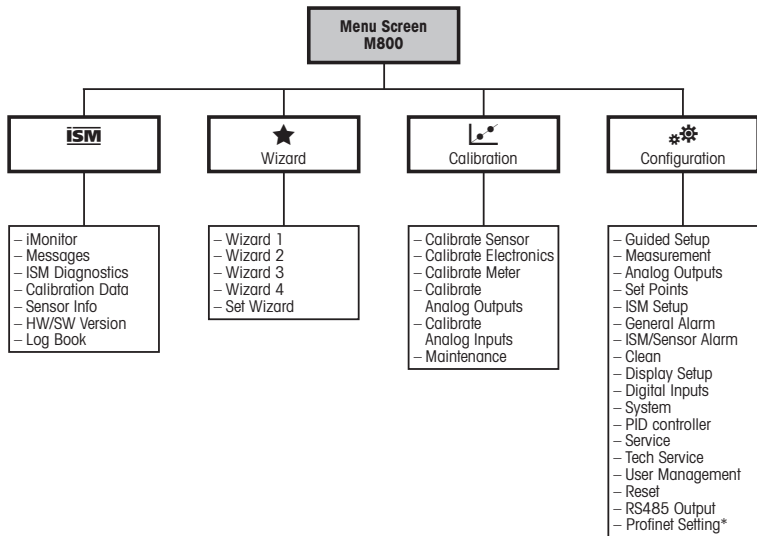 Menu Screen
M800
iSM
Wizard
Calibration
Configuration
– iMonitor
– Messages
– ISM Diagnostics
– Calibration Data
– Sensor Info
– HW/SW Version
– Log Book
– Wizard 1
– Wizard 2
– Wizard 3
– Wizard 4
– Set Wizard
– Calibrate Sensor
– Calibrate Electronics
– Calibrate Meter
– Calibrate
Analog Outputs
– Calibrate
Analog Inputs
– Maintenance
– Guided Setup
– Measurement
– Analog Outputs
– Set Points
– ISM Setup
– General Alarm
– ISM/Sensor Alarm
– Clean
– Display Setup
– Digital Inputs
– System
– PID controller
– Service
– Tech Service
– User Management
– Reset
– RS485 Output
– Profinet Setting*